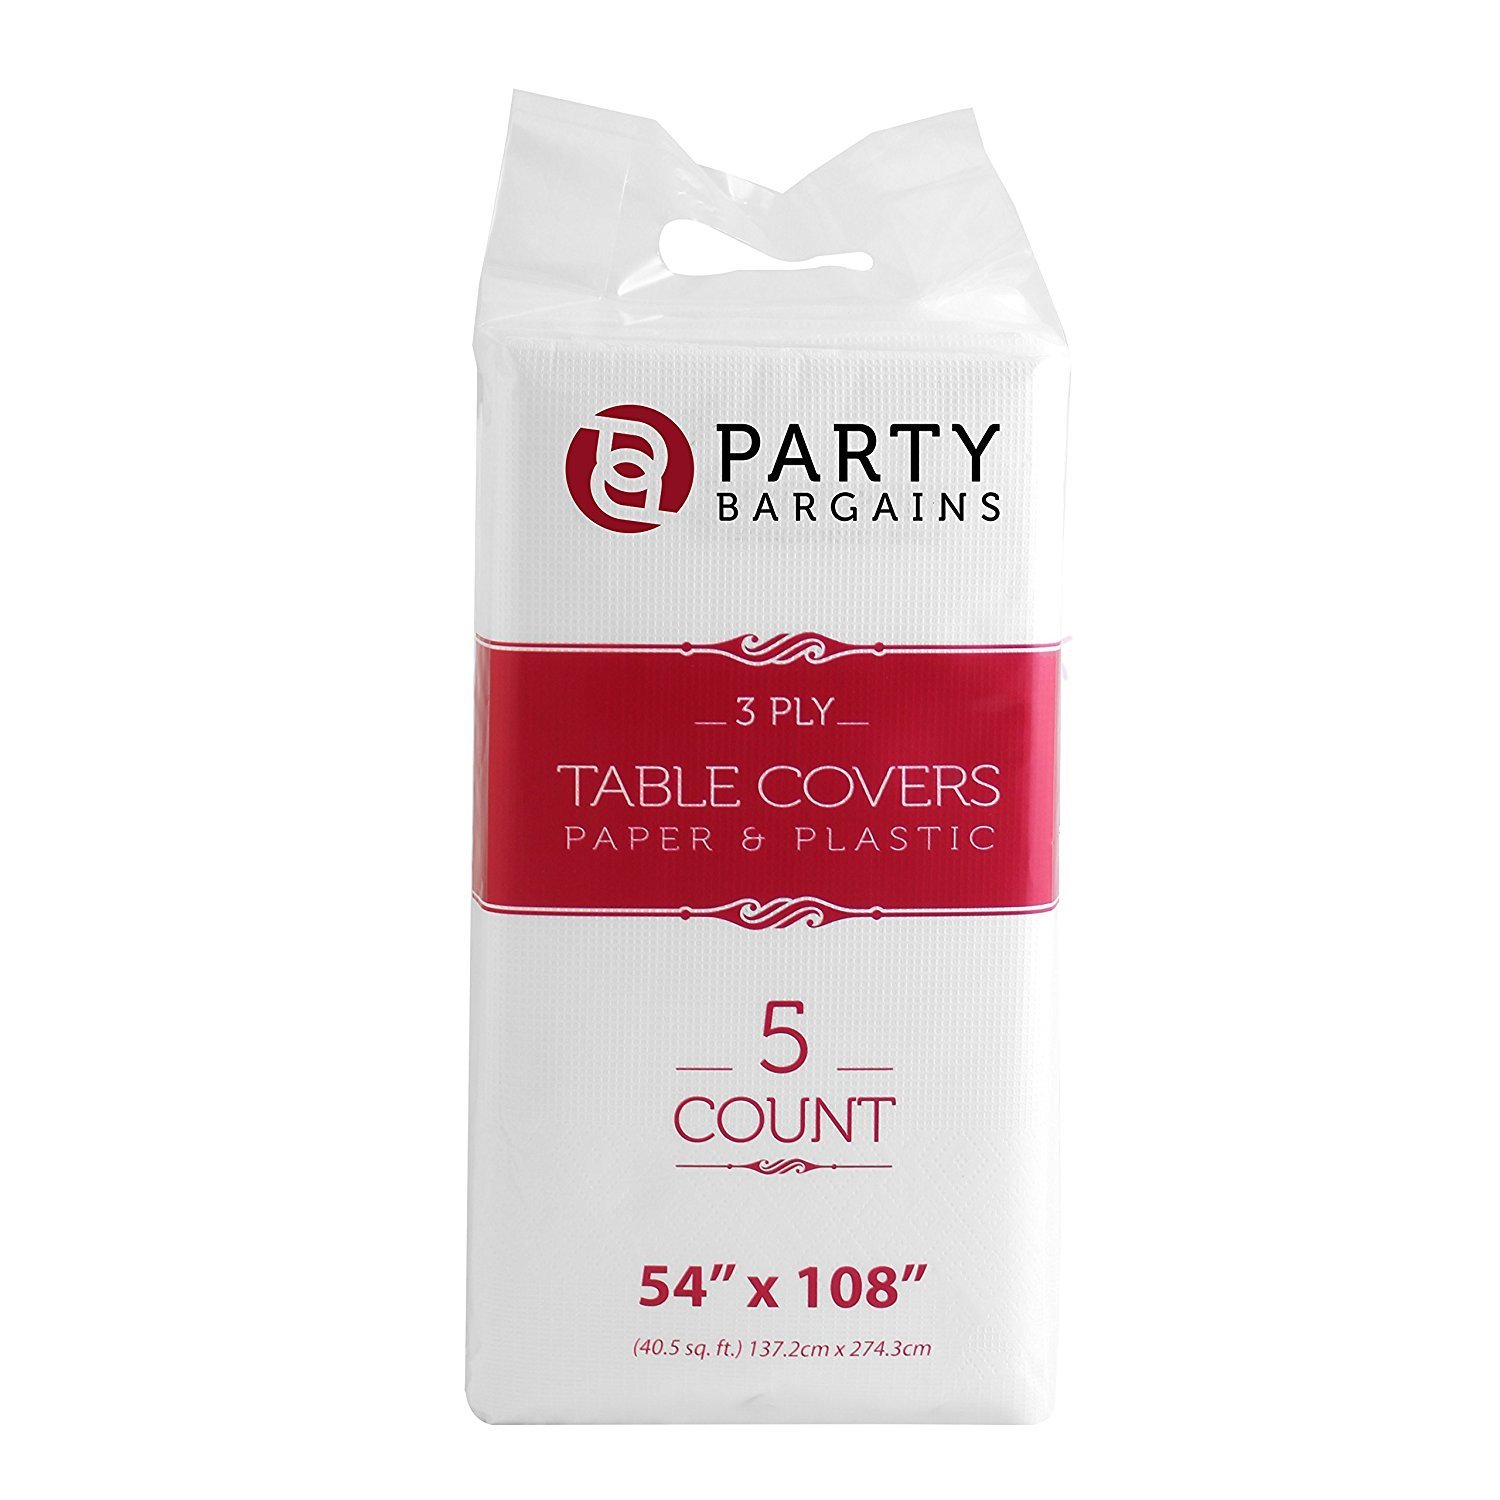 PARTY
BARGAINS
3 PLY
TABLE COVERS
PAPER & PLASTIC
5
COUNT
54” x 108”
(40.5 sq. ft.) 137.2cm x 274.3cm